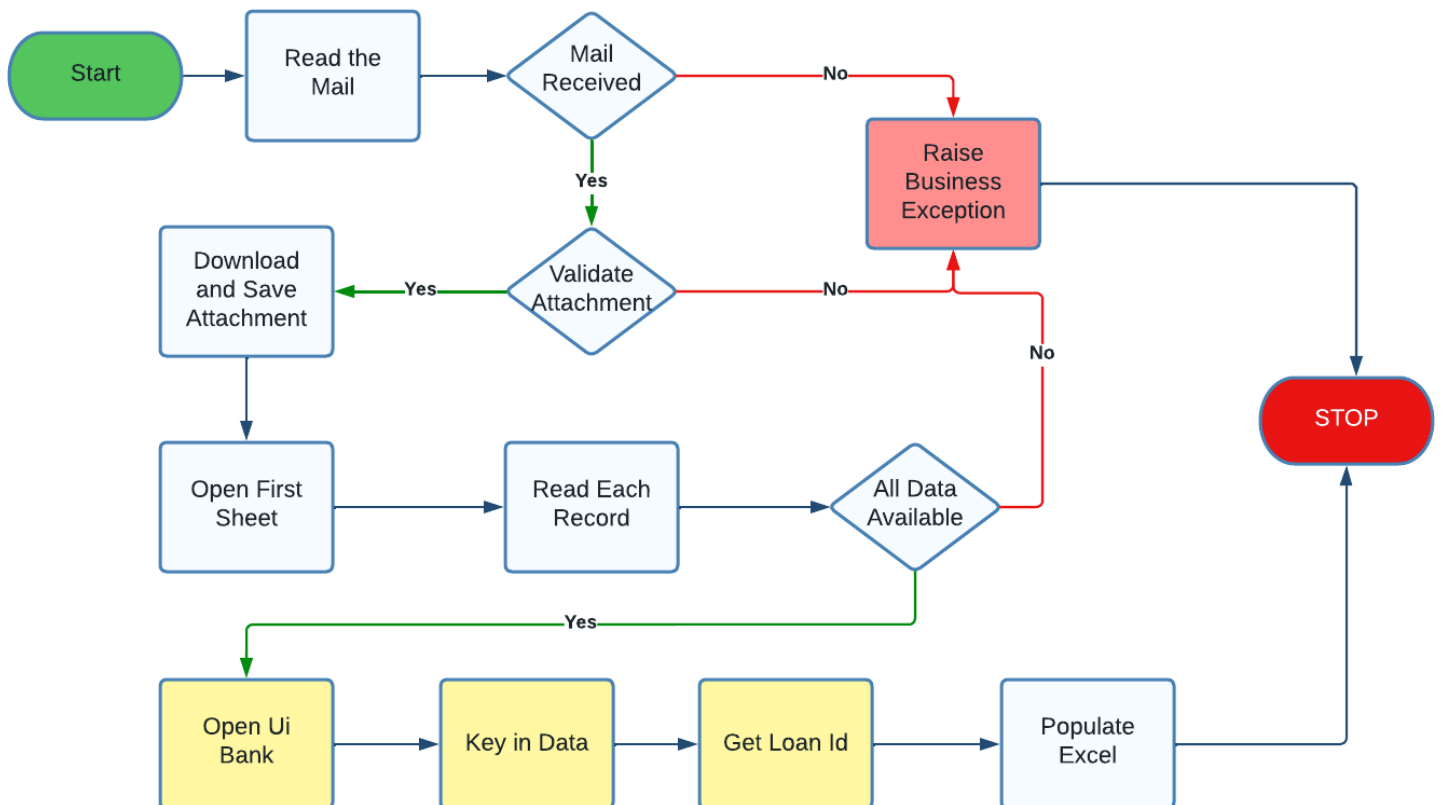 Start
Read the
Mail
Mail
Received
No
Raise
Business
Exception
Yes
Download
and Save
Attachment
Yes
Validate
Attachment
No
No
STOP
Open First
Sheet
Read Each
Record
All Data
Available
Yes
Open Ui
Bank
Key in Data
Get Loan Id
Populate
Excel